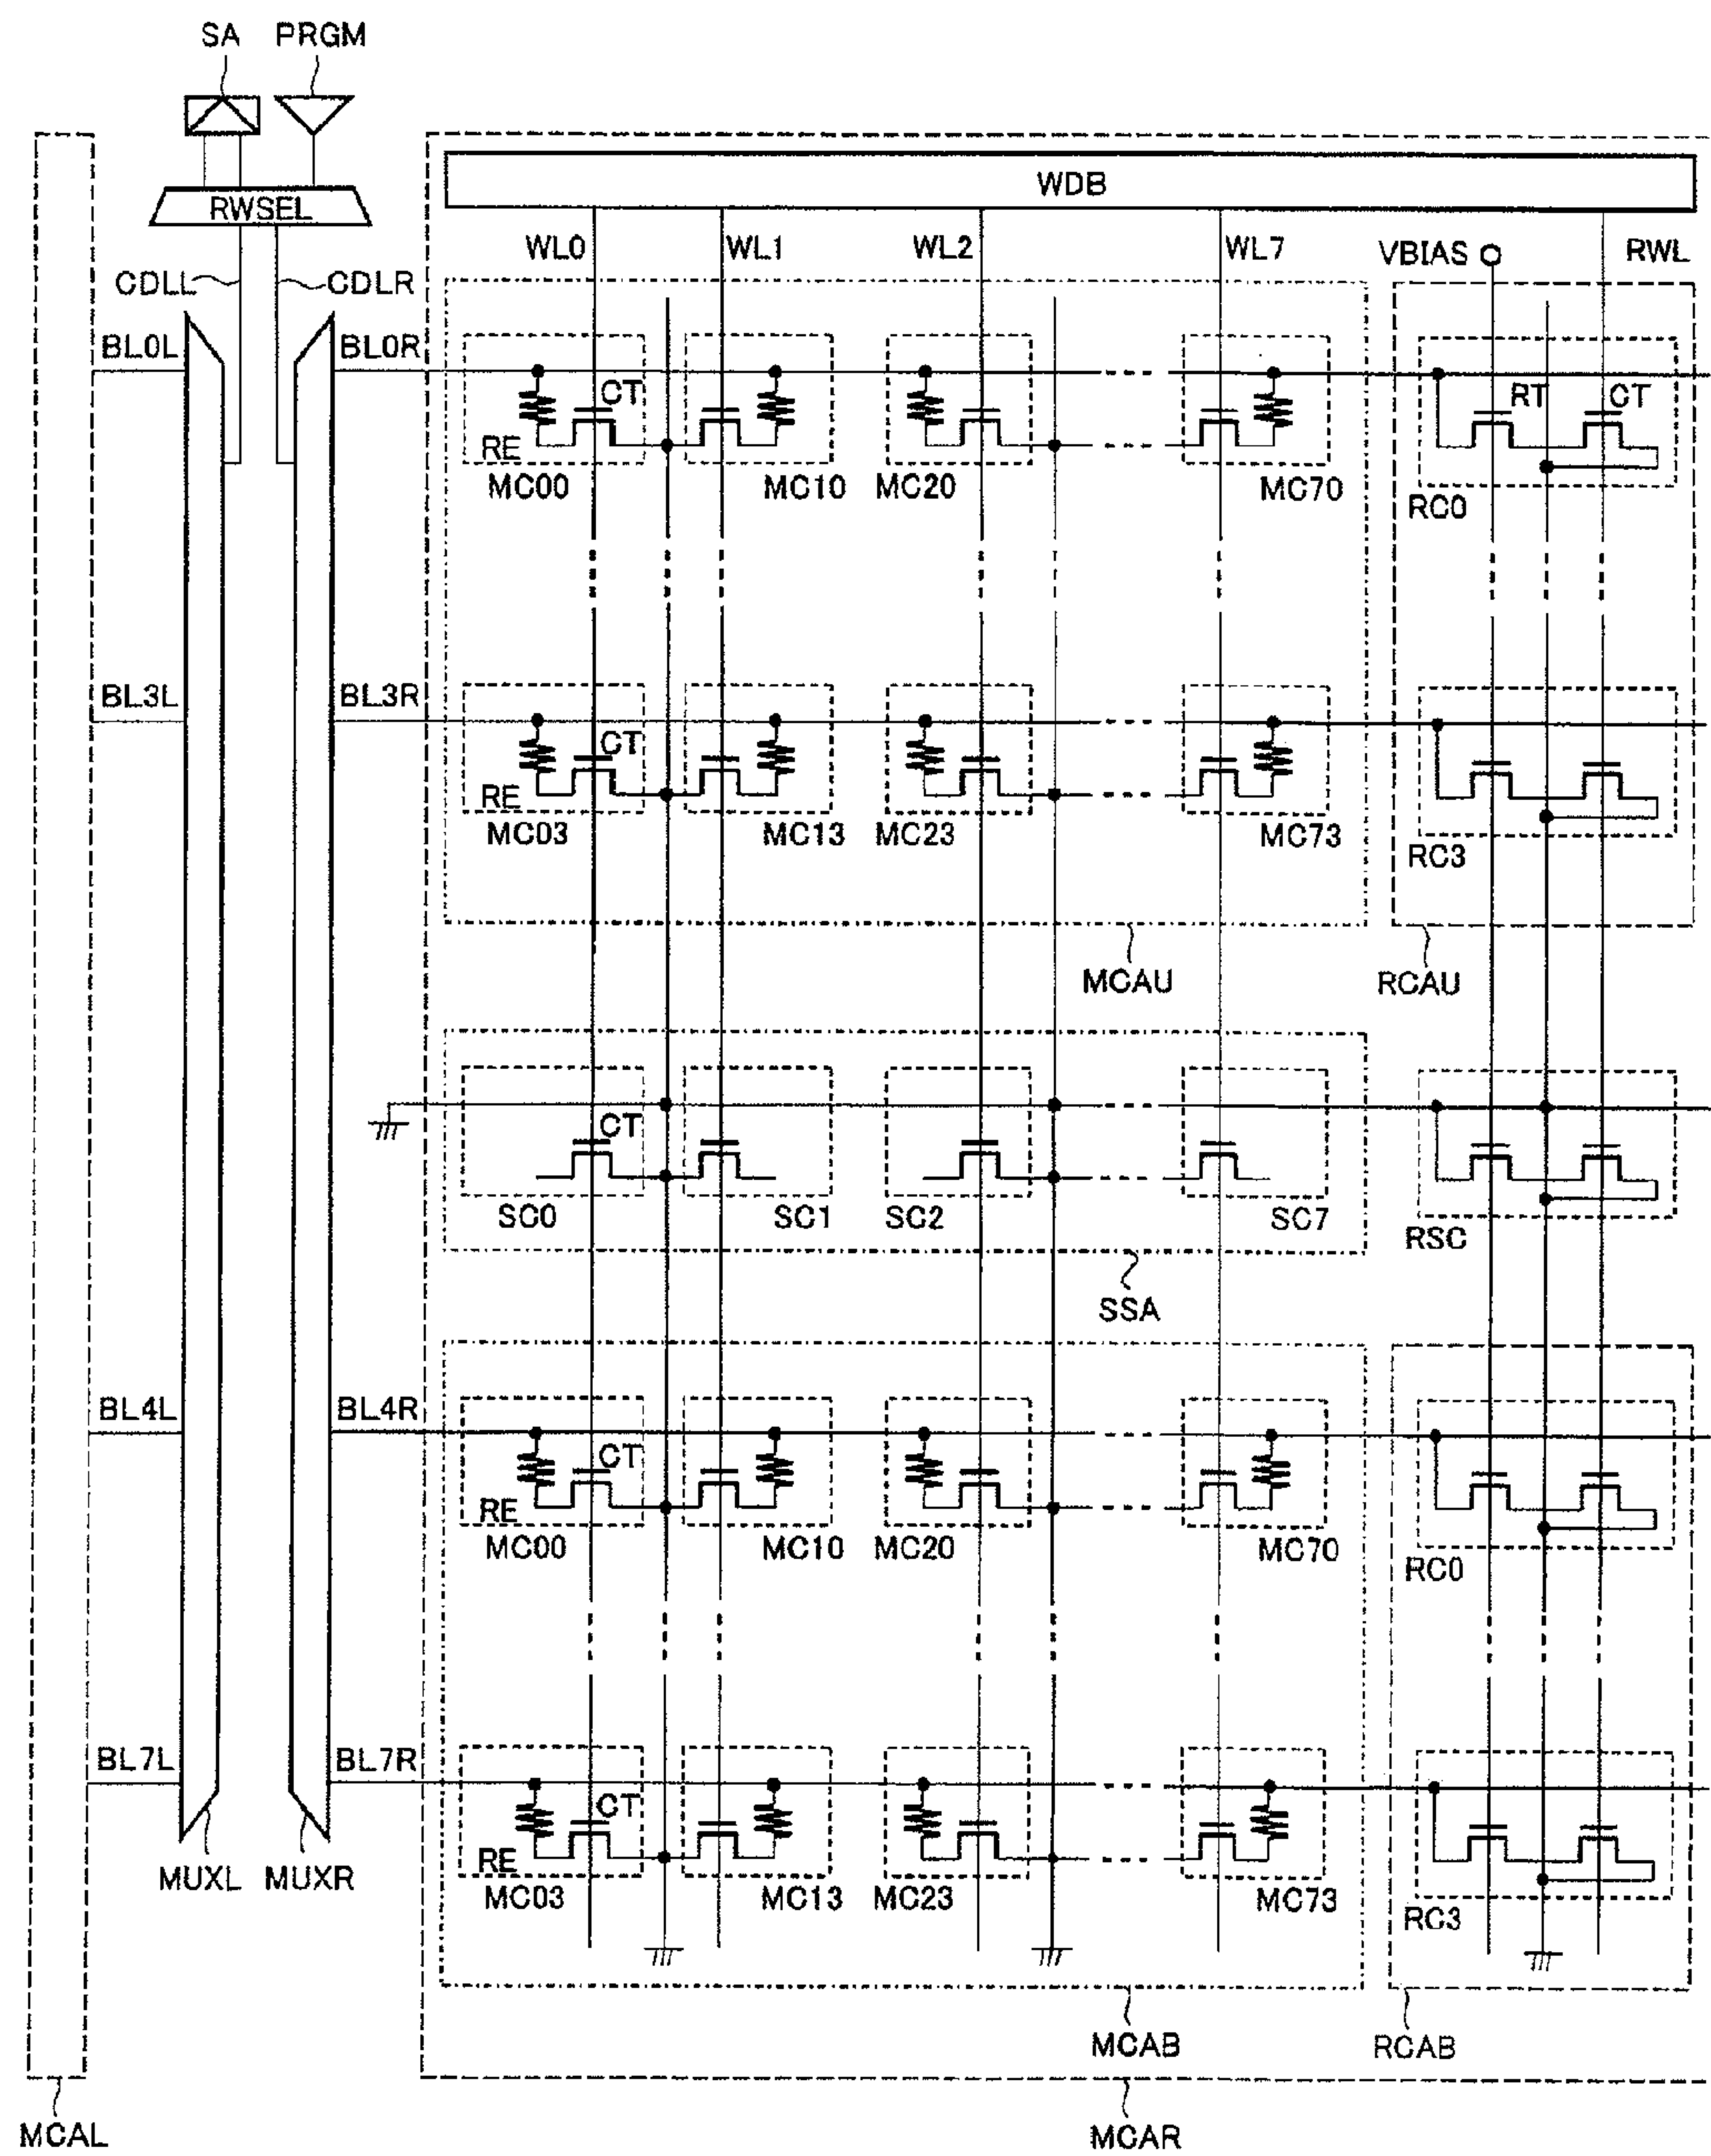 SA PRGM
WDB
RWSEL
WL0 WL1 WL2 WL7 VBIAS RWL
CDLL CDLR
BL0L BL0R
CT RT CT
RE
MC00 MC10 MC20 MC70 RC0
BL3L BL3R
CT
RE
MC03 MC13 MC23 MC73 RC3
MCAU RCAU
CT
SC0 SC1 SC2 SC7 RSC
SSA
BL4L BL4R
CT
RE
MC00 MC10 MC20 MC70 RC0
BL7L BL7R
CT
RE
MUXL MUXR MC03 MC13 MC23 MC73 RC3
MCAB RCAB
MCAL MCAR